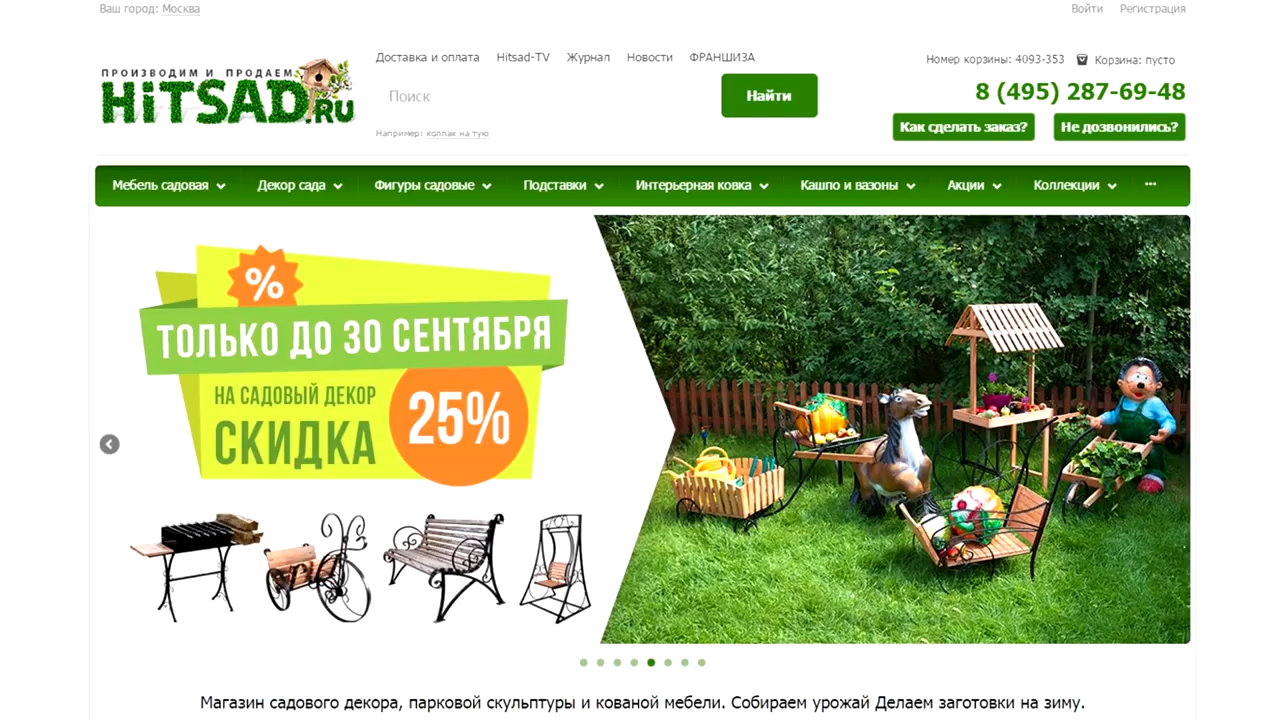 Ваш город: Москва
Войти Регистрация
Доставка и оплата Hitsad-TV Журнал Новости ФРАНШИЗА
Номер корзины: 4093-353 Корзина: пусто
ПРОИЗВОДИМ И ПРОДАЕМ
HiTSAD.RU
Поиск
Найти
8 (495) 287-69-48
Например: колпак на тую
Как сделать заказ? Не дозвонились?
Мебель садовая Декор сада Фигуры садовые Подставки Интерьерная ковка Кашпо и вазоны Акции Коллекции ...
%
ТОЛЬКО ДО 30 СЕНТЯБРЯ
НА САДОВЫЙ ДЕКОР
СКИДКА 25%
Магазин садового декора, парковой скульптуры и кованой мебели. Собираем урожай Делаем заготовки на зиму.